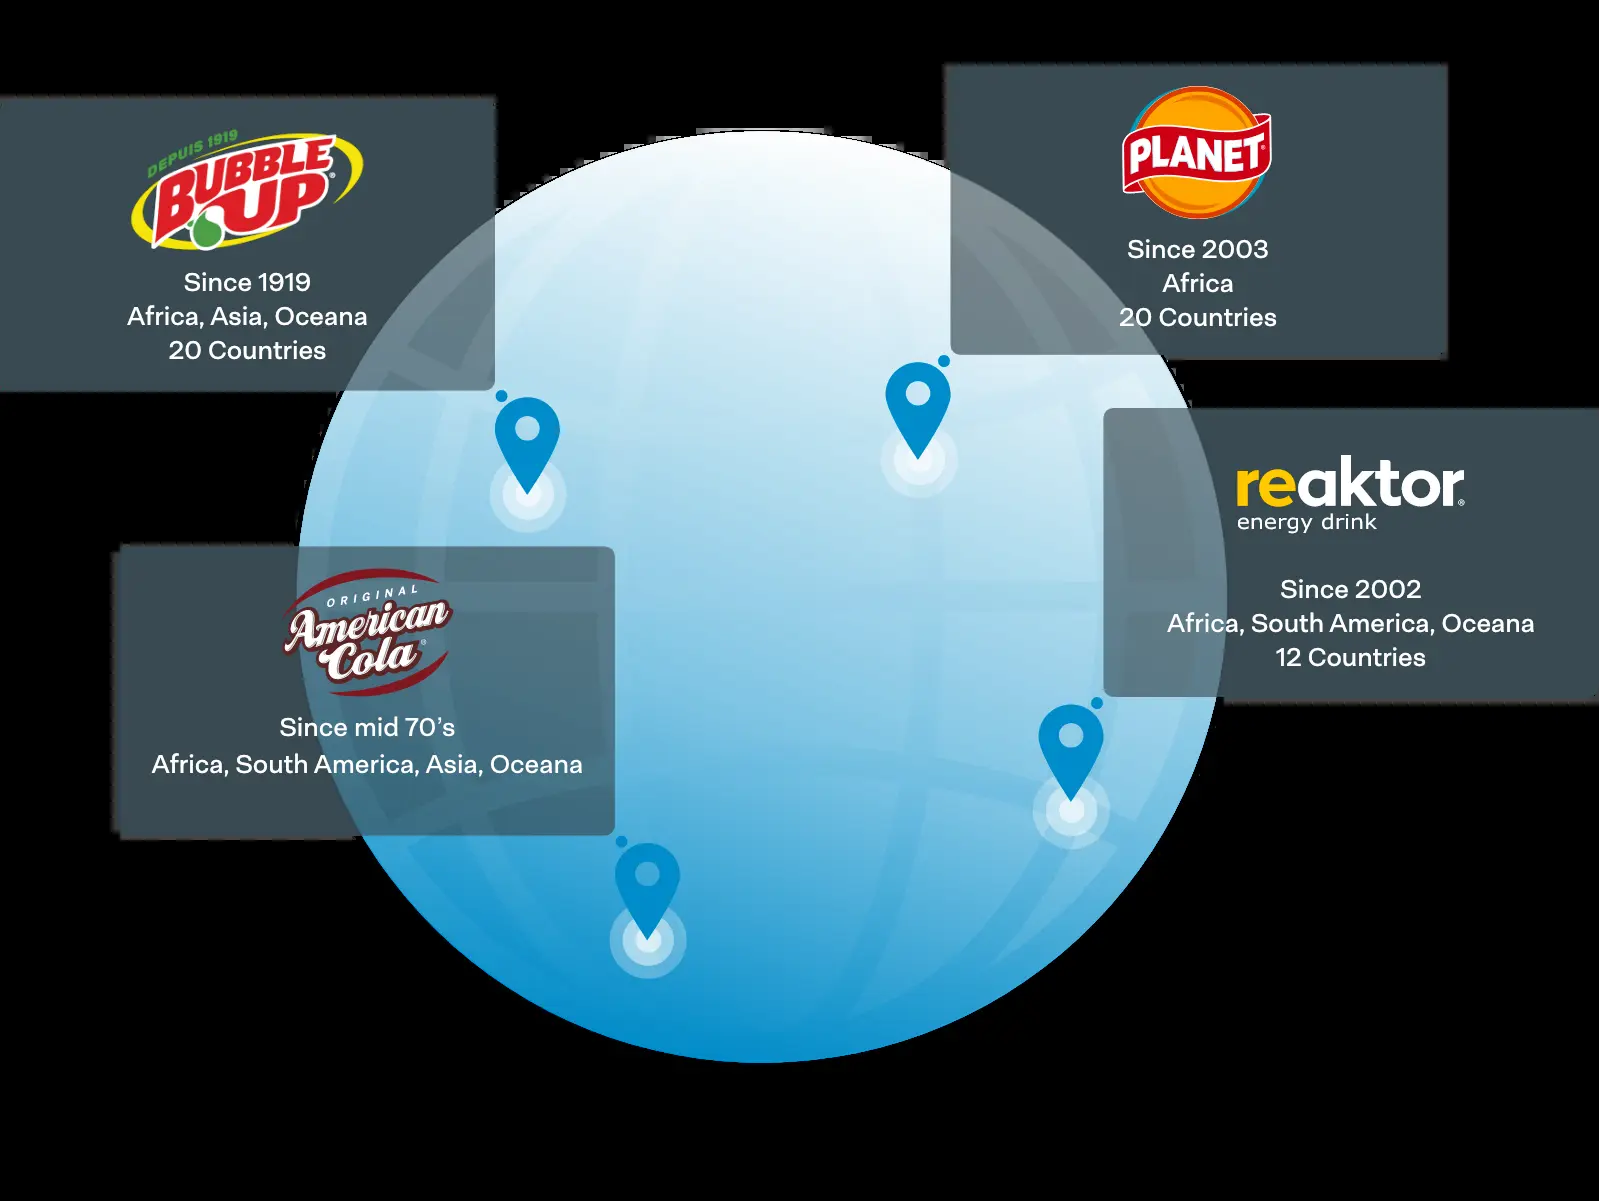 DEPUIS 1919
BUBBLE
UP®
Since 1919
Africa, Asia, Oceana
20 Countries
PLANET®
Since 2003
Africa
20 Countries
reaktor®
energy drink
Since 2002
Africa, South America, Oceana
12 Countries
ORIGINAL
American
Cola®
Since mid 70’s
Africa, South America, Asia, Oceana